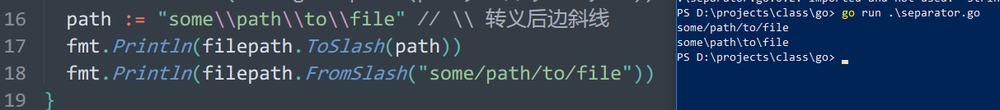 16 path := "some\\path\\to\\file" // \\ 转义后边斜线
17 fmt.Println(filepath.ToSlash(path))
18 fmt.Println(filepath.FromSlash("some/path/to/file"))
19 }
PS D:\projects\class\go> go run .\separator.go
some/path/to/file
some\path\to\file
PS D:\projects\class\go>